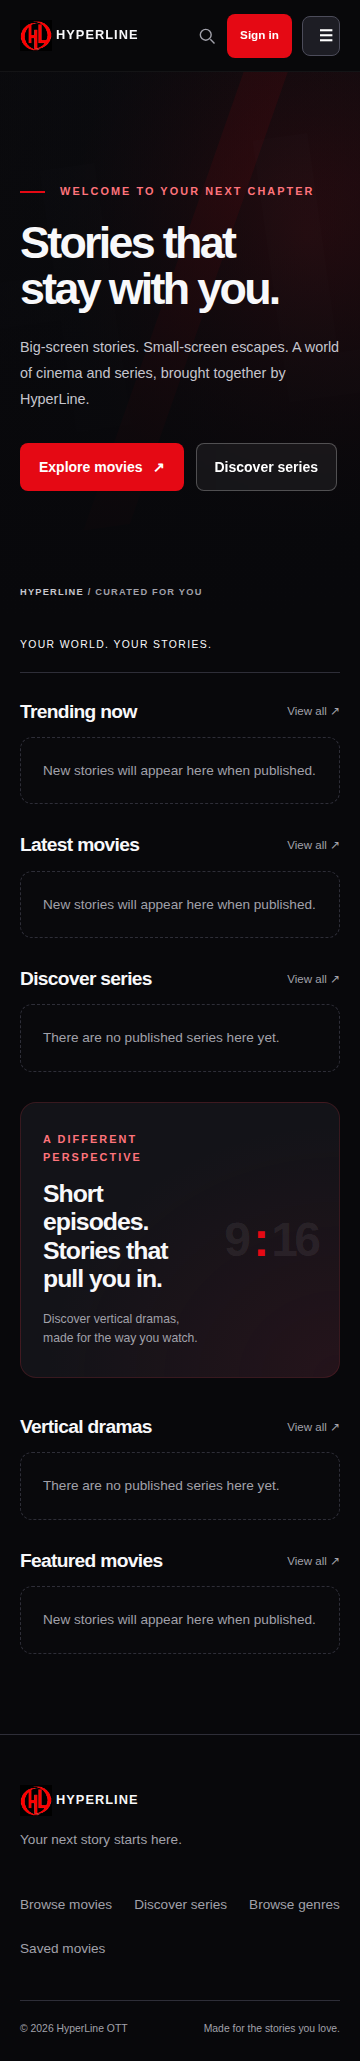 HYPERLINE
Sign in
WELCOME TO YOUR NEXT CHAPTER
Stories that
stay with you.
Big-screen stories. Small-screen escapes. A world
of cinema and series, brought together by
HyperLine.
Explore movies ↗
Discover series
HYPERLINE / CURATED FOR YOU
YOUR WORLD. YOUR STORIES.
Trending now
View all ↗
New stories will appear here when published.
Latest movies
View all ↗
New stories will appear here when published.
Discover series
View all ↗
There are no published series here yet.
A DIFFERENT
PERSPECTIVE
Short
episodes.
Stories that
pull you in.
9:16
Discover vertical dramas,
made for the way you watch.
Vertical dramas
View all ↗
There are no published series here yet.
Featured movies
View all ↗
New stories will appear here when published.
HYPERLINE
Your next story starts here.
Browse movies
Discover series
Browse genres
Saved movies
© 2026 HyperLine OTT
Made for the stories you love.